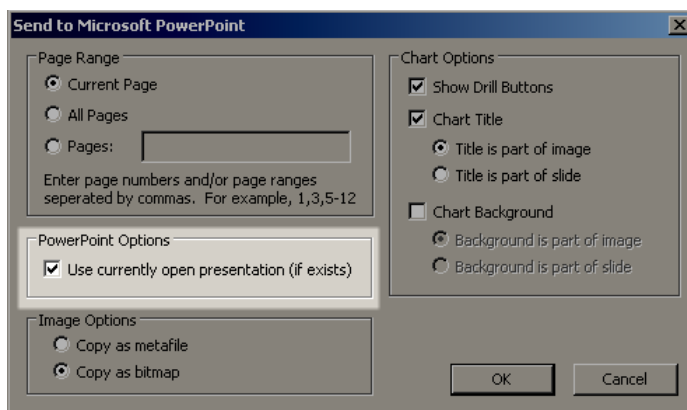 Send to Microsoft PowerPoint
Page Range
Current Page
All Pages
Pages:
Enter page numbers and/or page ranges
seperated by commas. For example, 1,3,5-12
PowerPoint Options
Use currently open presentation (if exists)
Image Options
Copy as metafile
Copy as bitmap
Chart Options
Show Drill Buttons
Chart Title
Title is part of image
Title is part of slide
Chart Background
Background is part of image
Background is part of slide
OK
Cancel